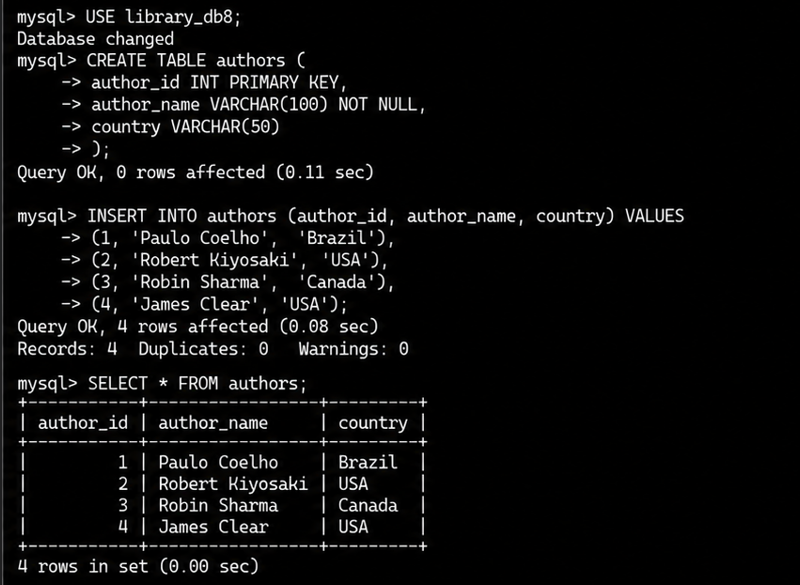 mysql> USE library_db8;
Database changed
mysql> CREATE TABLE authors (
    -> author_id INT PRIMARY KEY,
    -> author_name VARCHAR(100) NOT NULL,
    -> country VARCHAR(50)
    -> );
Query OK, 0 rows affected (0.11 sec)

mysql> INSERT INTO authors (author_id, author_name, country) VALUES
    -> (1, 'Paulo Coelho',  'Brazil'),
    -> (2, 'Robert Kiyosaki', 'USA'),
    -> (3, 'Robin Sharma',  'Canada'),
    -> (4, 'James Clear', 'USA');
Query OK, 4 rows affected (0.08 sec)
Records: 4  Duplicates: 0  Warnings: 0

mysql> SELECT * FROM authors;
+-----------+-----------------+---------+
| author_id | author_name     | country |
+-----------+-----------------+---------+
|         1 | Paulo Coelho    | Brazil  |
|         2 | Robert Kiyosaki | USA     |
|         3 | Robin Sharma    | Canada  |
|         4 | James Clear     | USA     |
+-----------+-----------------+---------+
4 rows in set (0.00 sec)